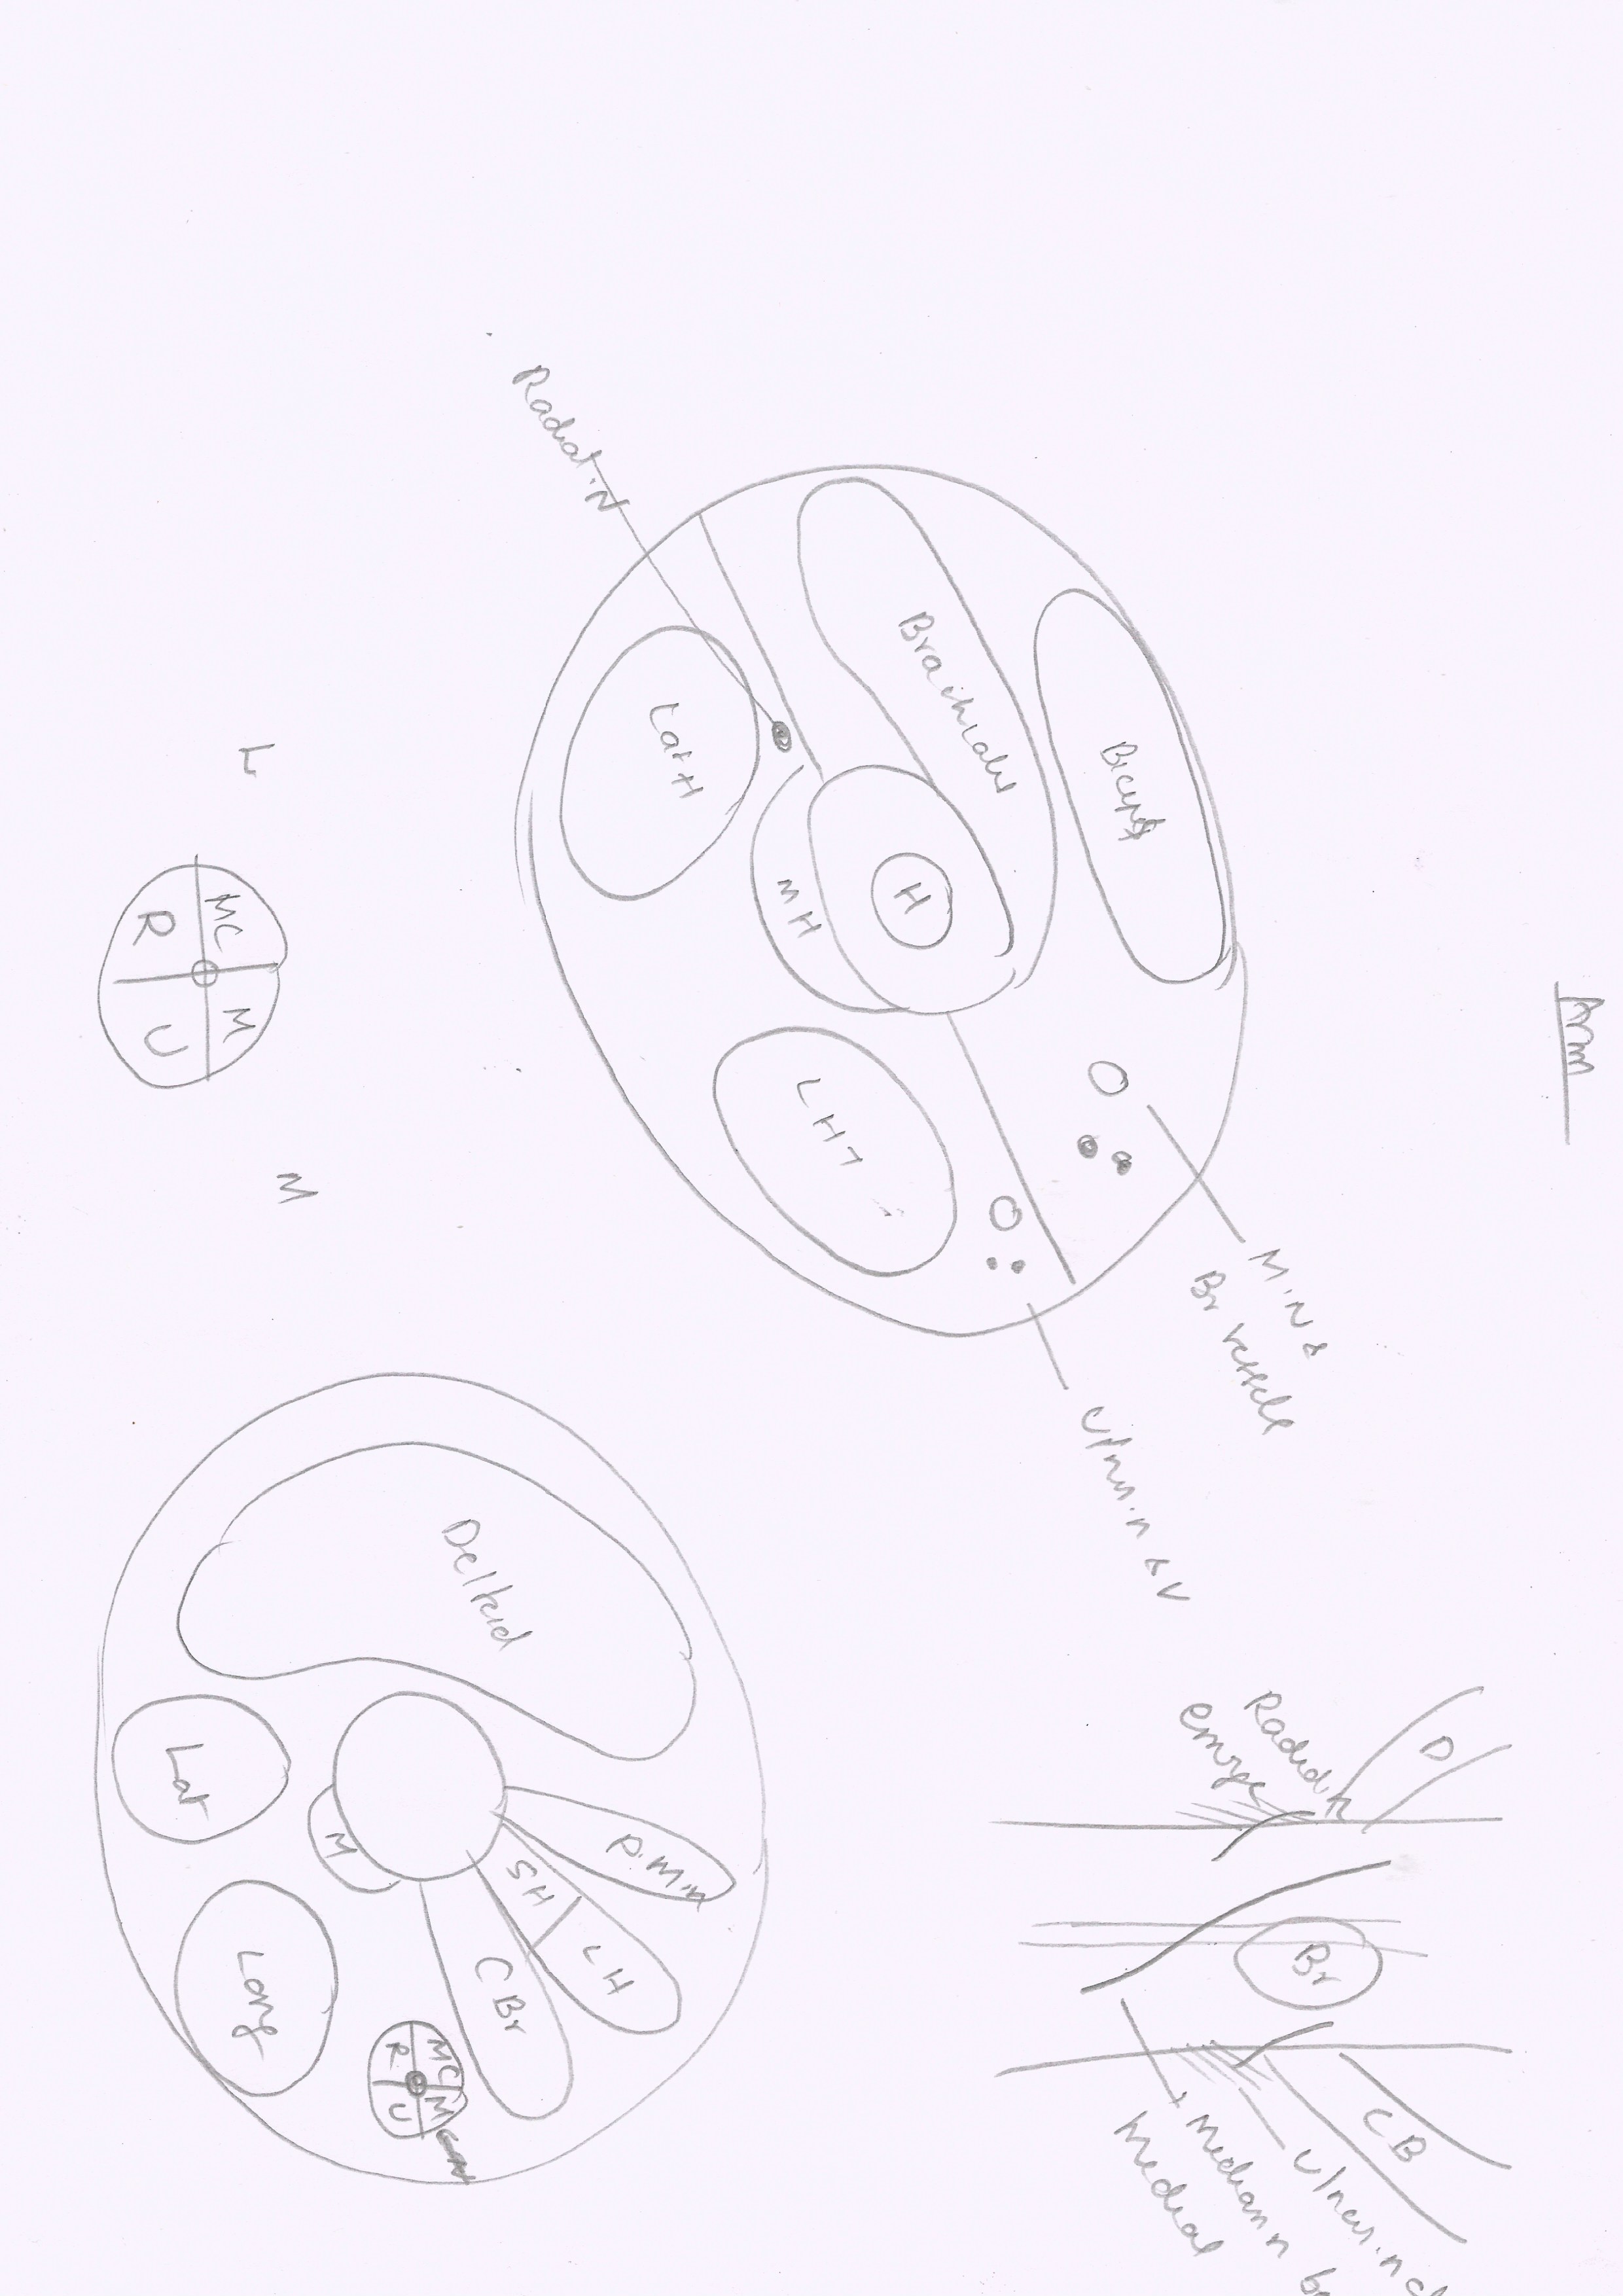 Arm
D
CB
Br
Radial n
emerge
Ulnar n
Median n
medial
M.N &
Br vessels
Ulnar.n & V
Biceps
Brachialis
H
MH
LHT
Lat H
Radial.N
P.Min
LH
SH
C Br
Deltoid
MC M
R U
M
Long
Lat
L
M
MC M
R U